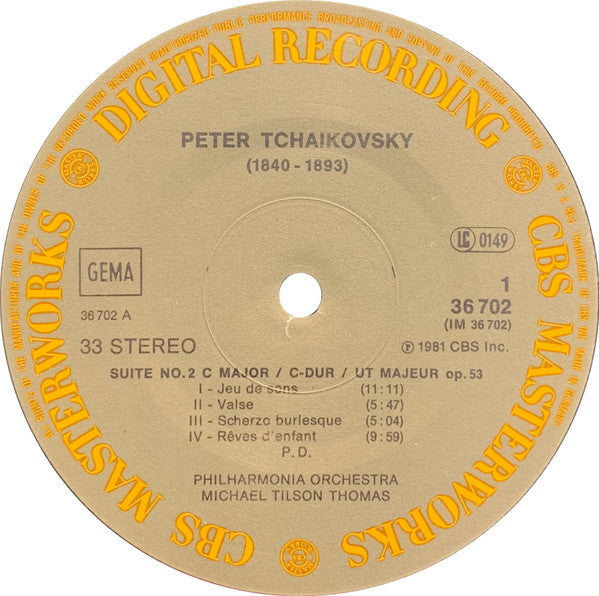 DIGITAL RECORDING
CBS MASTERWORKS
CBS MASTERWORKS
PETER TCHAIKOVSKY
(1840 - 1893)
GEMA
LC 0149
36 702 A
1
36 702
(IM 36 702)
33 STEREO
℗ 1981 CBS Inc.
SUITE NO. 2 C MAJOR / C-DUR / UT MAJEUR op. 53
I - Jeu de sons (11:11)
II - Valse (5:47)
III - Scherzo burlesque (5:04)
IV - Rêves d'enfant (9:59)
P.D.
PHILHARMONIA ORCHESTRA
MICHAEL TILSON THOMAS